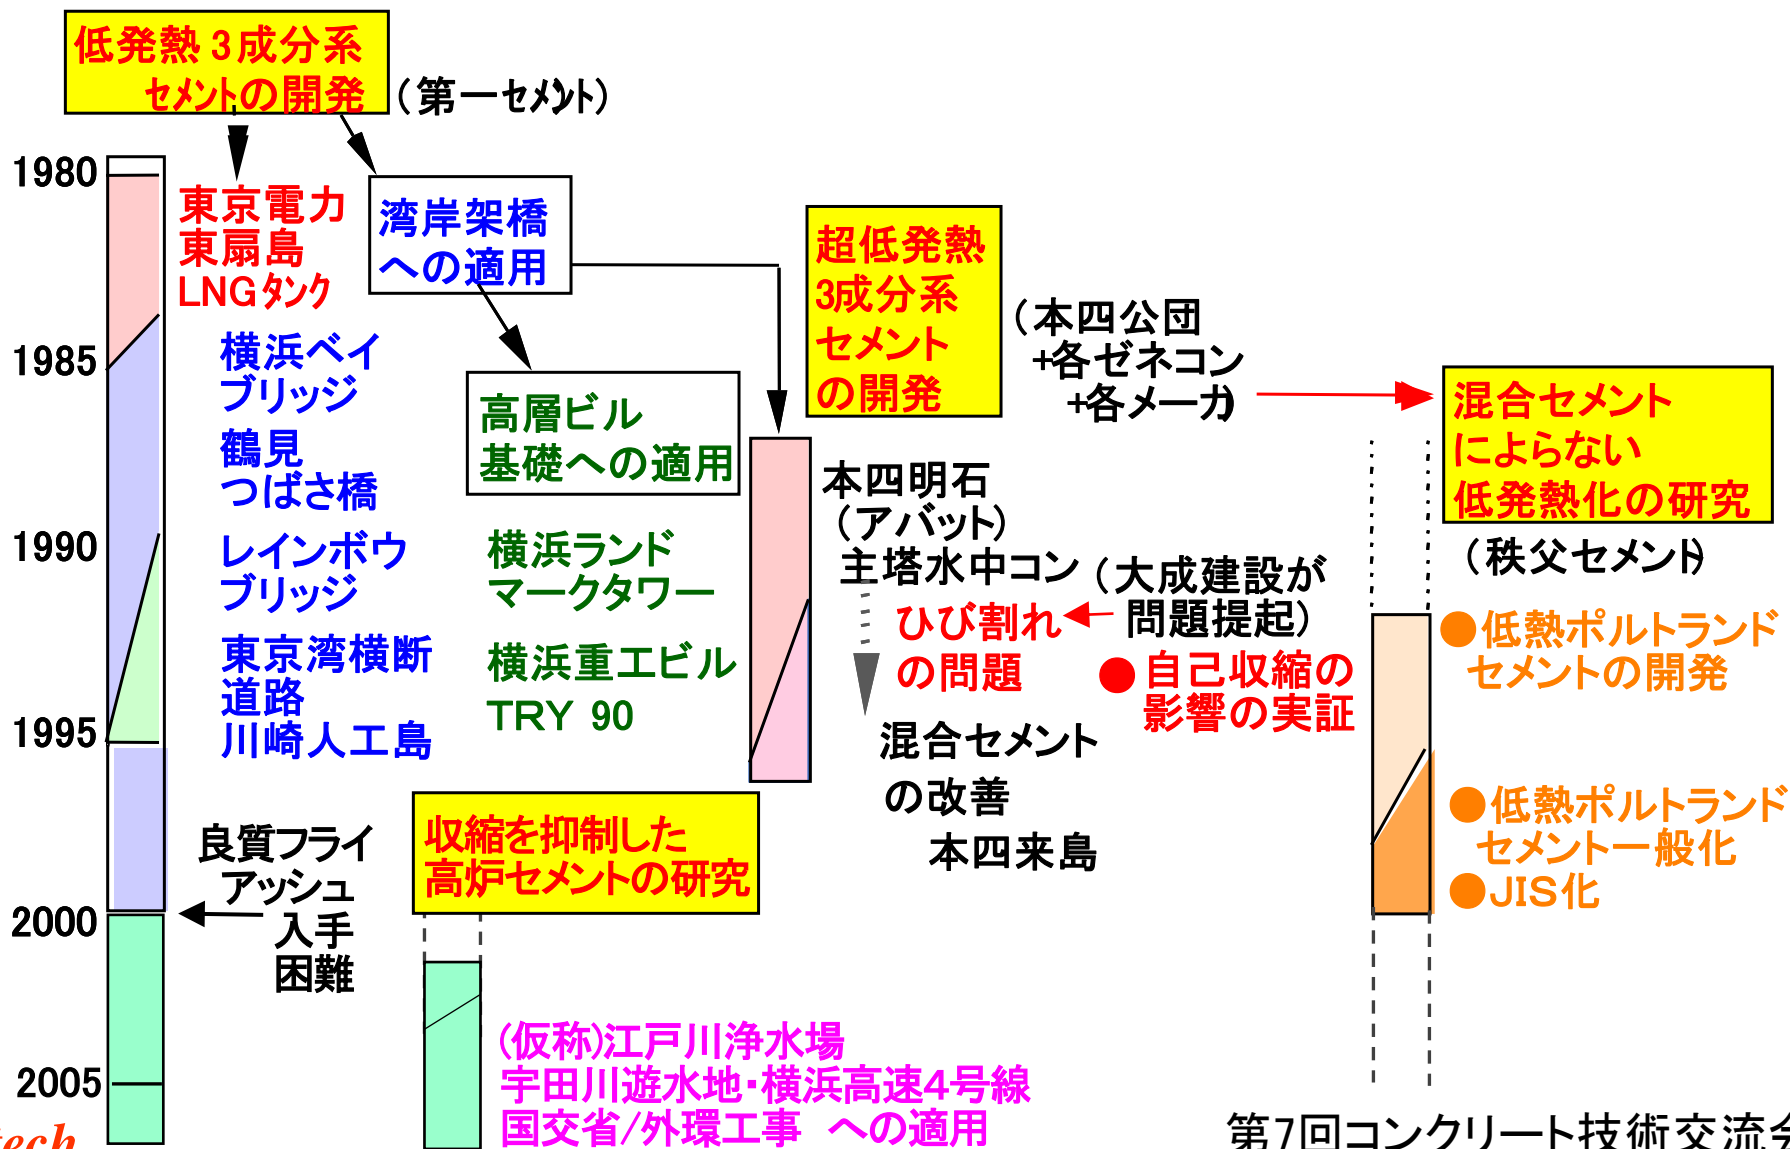 低発熱３成分系
セメントの開発
（第一セメント）
1980
東京電力
東扇島
LNGタンク
湾岸架橋
への適用
超低発熱
3成分系
セメント
の開発
（本四公団
+各ゼネコン
+各メーカ）
1985
横浜ベイ
ブリッジ
鶴見
つばさ橋
高層ビル
基礎への適用
混合セメント
によらない
低発熱化の研究
（秩父セメント）
本四明石
（アバット）
主塔水中コン
1990
レインボウ
ブリッジ
横浜ランド
マークタワー
（大成建設が
問題提起）
ひび割れ
の問題
●自己収縮の
影響の実証
●低熱ポルトランド
セメントの開発
東京湾横断
道路
川崎人工島
横浜重工ビル
TRY 90
1995
混合セメント
の改善
本四来島
良質フライ
アッシュ
入手
困難
収縮を抑制した
高炉セメントの研究
●低熱ポルトランド
セメント一般化
●JIS化
2000
(仮称)江戸川浄水場
宇田川遊水地・横浜高速4号線
国交省/外環工事　への適用
2005
tech
第7回コンクリート技術交流会